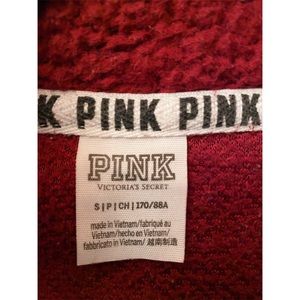 K PINK PINK
PINK
VICTORIA'S SECRET
S | P | CH | 170/88A
made in Vietnam/fabriqué au
Vietnam/hecho en Vietnam/
fabbricato in Vietnam/越南制造